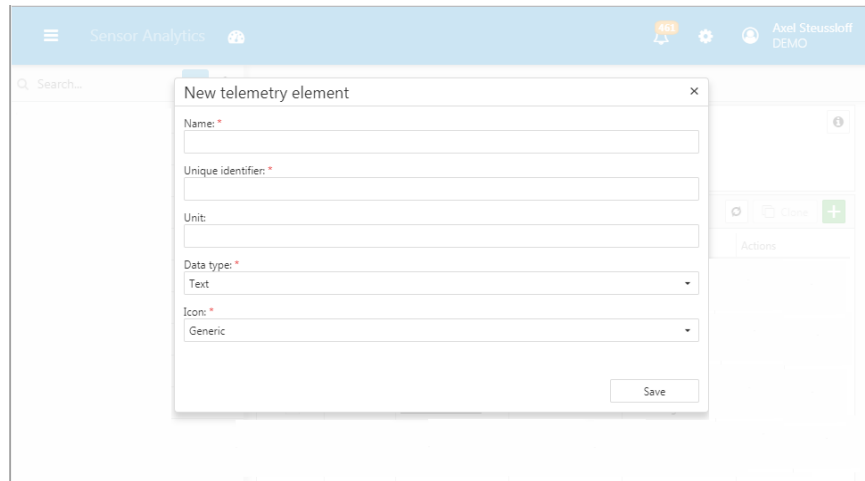 Sensor Analytics
461
Axel Steussloff
DEMO
Search...
New telemetry element
×
Name: *
Unique identifier: *
Unit:
Data type: *
Text
Icon: *
Generic
Save
Clone
Actions